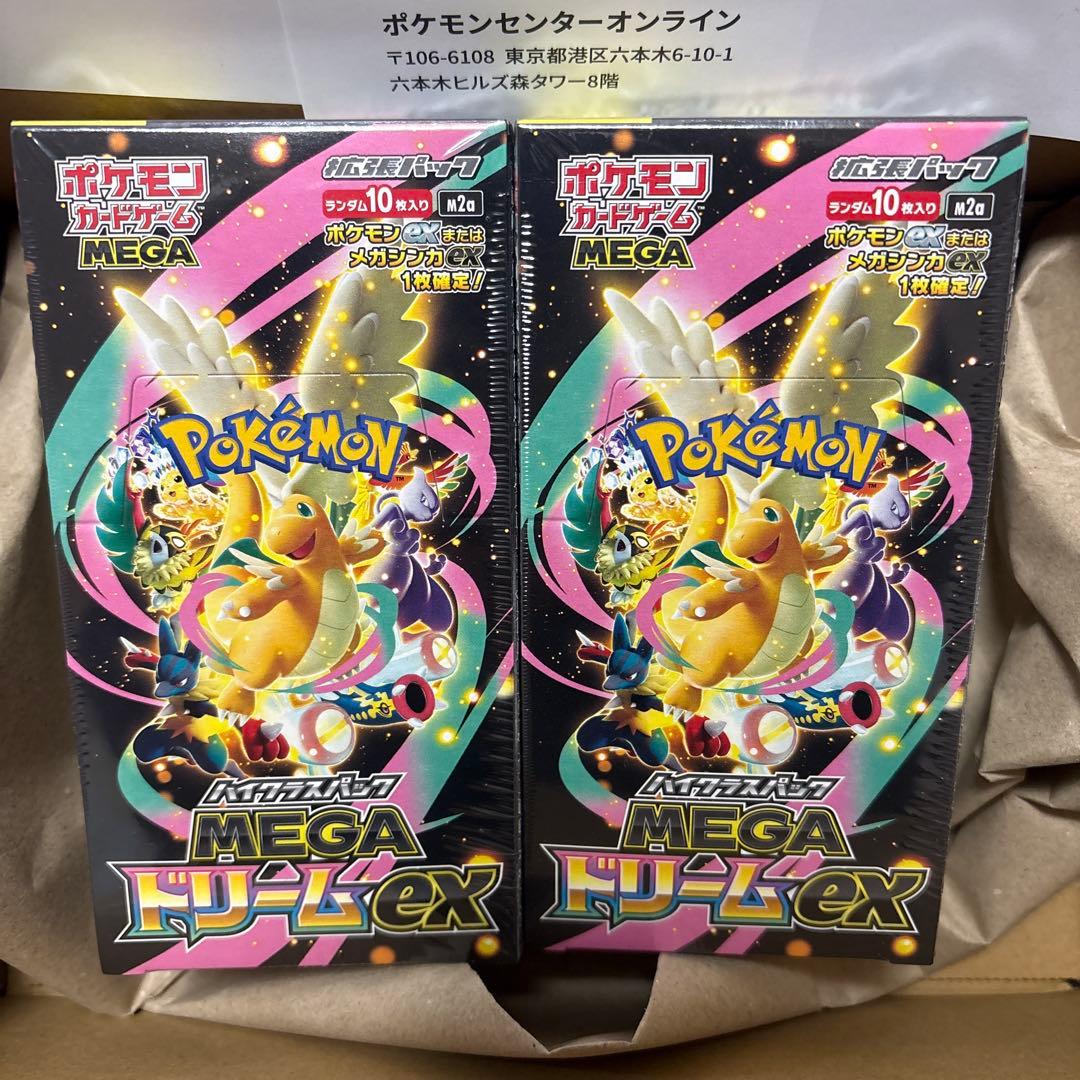 ポケモンセンターオンライン
〒106-6108 東京都港区六本木6-10-1
六本木ヒルズ森タワー8階
ポケモン
カードゲーム™
MEGA
拡張パック
ランダム10枚入り M2a
ポケモンexまたは
メガシンカex
1枚確定!
POKÉMON™
ハイクラスパック
MEGA
ドリームex
ポケモン
カードゲーム™
MEGA
拡張パック
ランダム10枚入り M2a
ポケモンexまたは
メガシンカex
1枚確定!
POKÉMON™
ハイクラスパック
MEGA
ドリームex